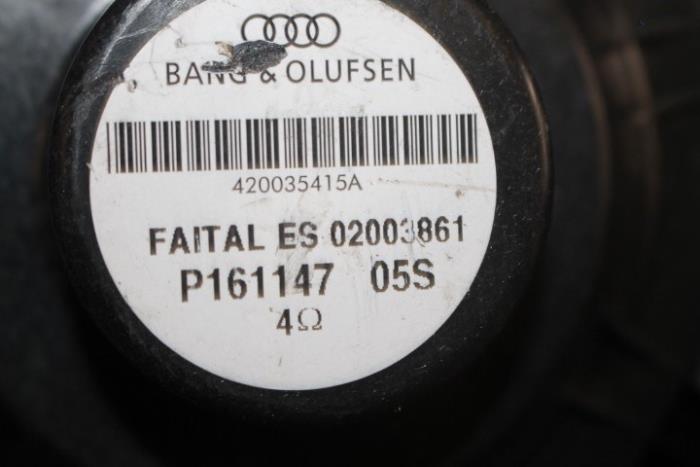 BANG & OLUFSEN
420035415A
FAITAL ES 02003861
P161147 05S
4Ω